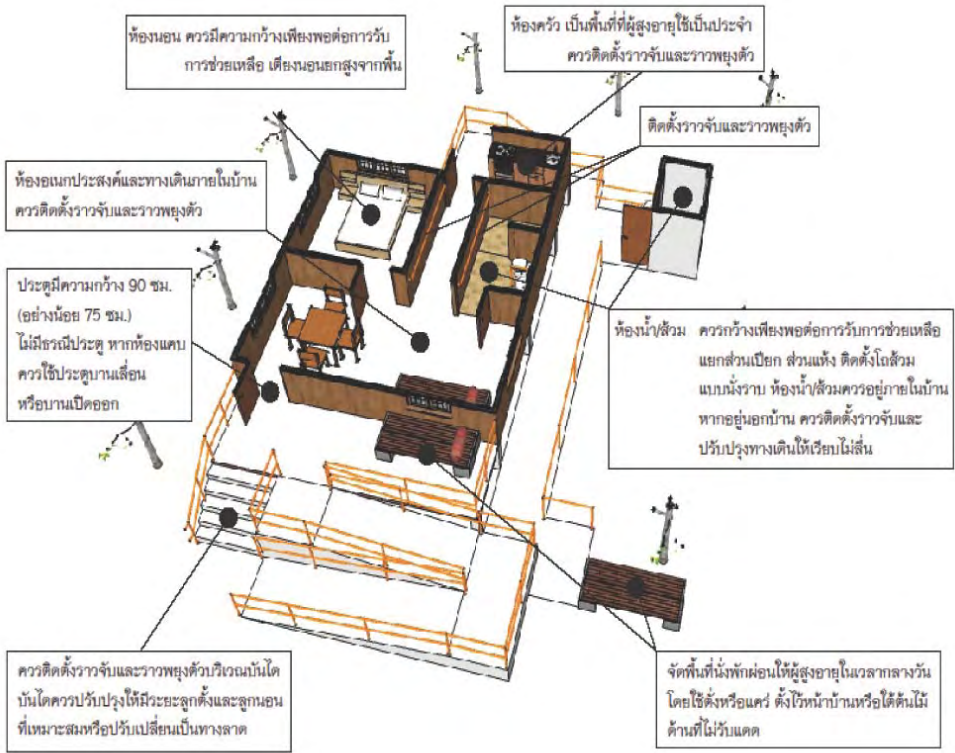 ห้องนอน ควรมีความกว้างเพียงพอต่อการรับ
การช่วยเหลือ เตียงนอนยกสูงจากพื้น
ห้องครัว เป็นพื้นที่ที่ผู้สูงอายุใช้เป็นประจำ
ควรติดตั้งราวจับและราวพยุงตัว
ติดตั้งราวจับและราวพยุงตัว
ห้องอเนกประสงค์และทางเดินภายในบ้าน
ควรติดตั้งราวจับและราวพยุงตัว
ประตูมีความกว้าง 90 ซม.
(อย่างน้อย 75 ซม.)
ไม่มีธรณีประตู หากห้องแคบ
ควรใช้ประตูบานเลื่อน
หรือบานเปิดออก
ห้องน้ำ/ส้วม ควรกว้างเพียงพอต่อการรับการช่วยเหลือ
แยกส่วนเปียก ส่วนแห้ง ติดตั้งโถส้วม
แบบนั่งราบ ห้องน้ำ/ส้วมควรอยู่ภายในบ้าน
หากอยู่นอกบ้าน ควรติดตั้งราวจับและ
ปรับปรุงทางเดินให้เรียบไม่ลื่น
ควรติดตั้งราวจับและราวพยุงตัวบริเวณบันได
บันไดควรปรับปรุงให้มีระยะลูกตั้งและลูกนอน
ที่เหมาะสมหรือปรับเปลี่ยนเป็นทางลาด
จัดพื้นที่นั่งพักผ่อนให้ผู้สูงอายุในเวลากลางวัน
โดยใช้ตั่งหรือแคร่ ตั้งไว้หน้าบ้านหรือใต้ต้นไม้
ด้านที่ไม่รับแดด